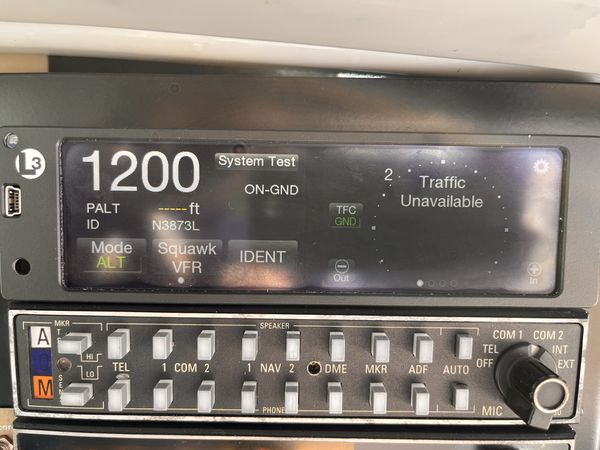 L3
1200
System Test
ON-GND
PALT -----ft
ID N3873L
Mode
ALT
Squawk
VFR
IDENT
2
Traffic
Unavailable
TFC
GND
Out
In
MKR
SPEAKER
A
O
M
HI
LO
TEL
1 COM 2
1 NAV 2
DME
MKR
ADF
AUTO
PHONE
COM 1 COM 2
TEL INT
OFF EXT
MIC